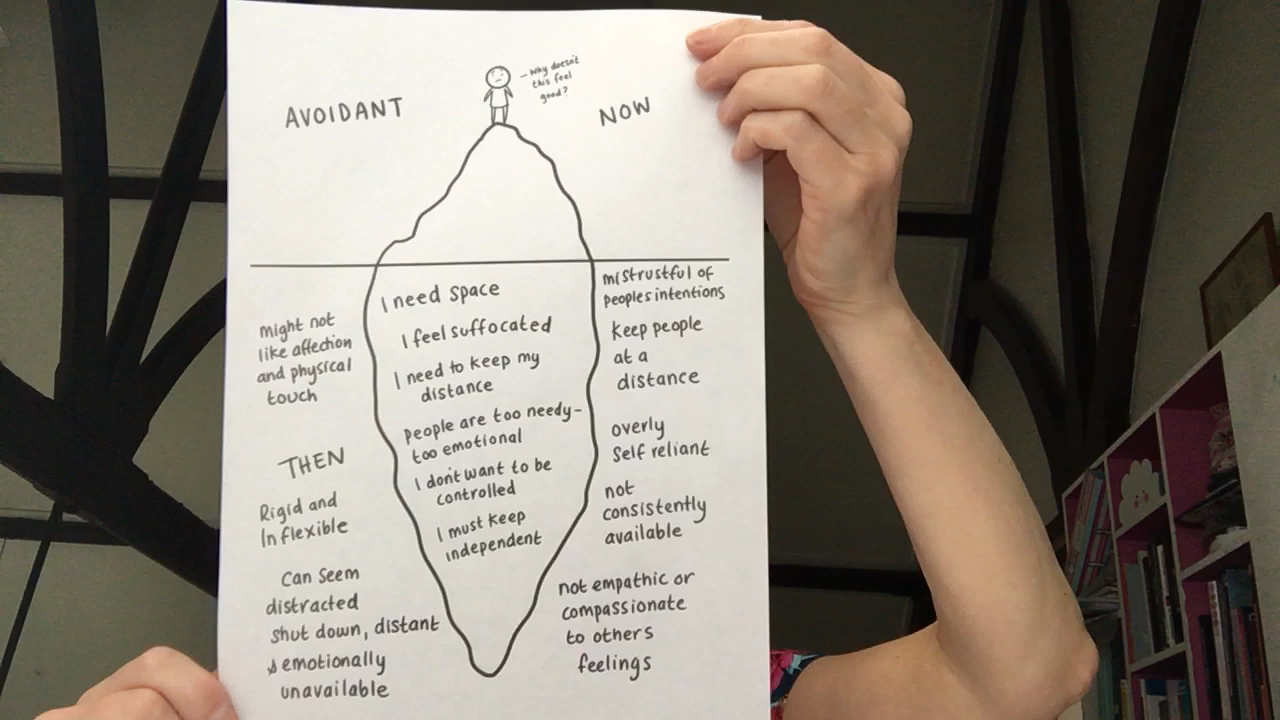 AVOIDANT
- Why doesn't
this feel
good?
NOW
might not
like affection
and physical
touch
THEN
Rigid and
Inflexible
Can Seem
distracted
shut down, distant
& emotionally
unavailable
I need space
I feel suffocated
I need to keep my
distance
people are too needy-
too emotional
I don't want to be
controlled
I must keep
independent
mistrustful of
peoples intentions
Keep people
at a
distance
overly
Self reliant
not
consistently
available
not empathic or
compassionate
to others
feelings